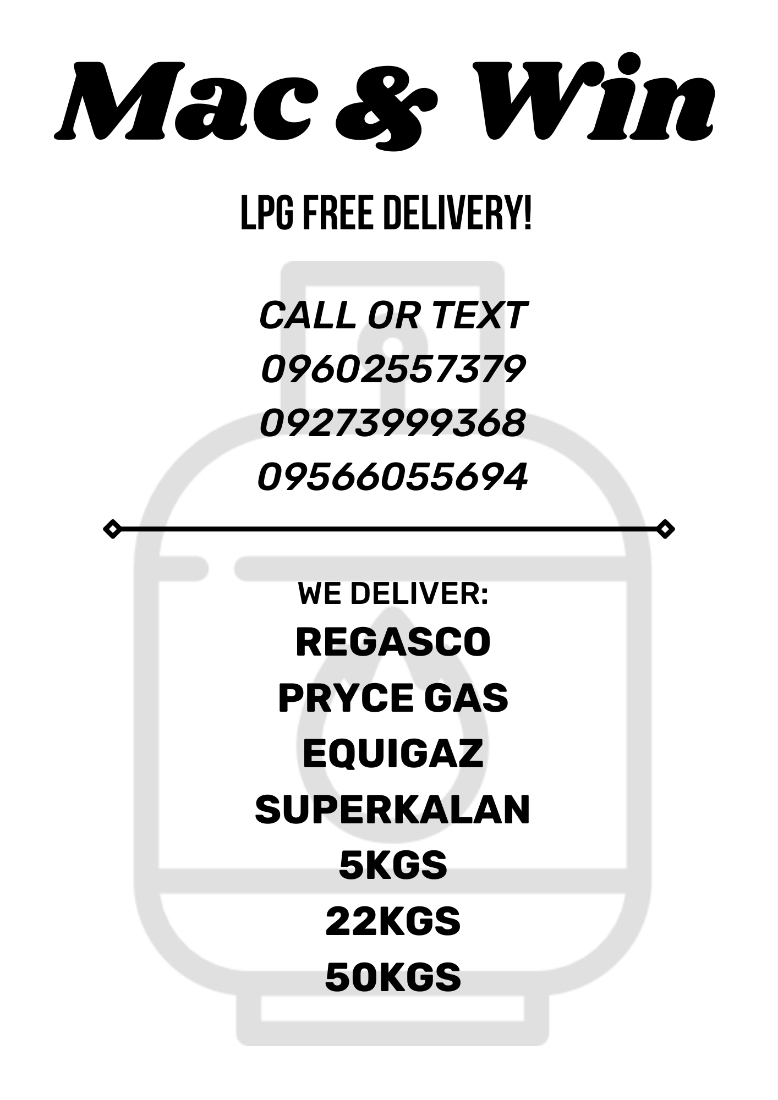 Mac & Win
LPG FREE DELIVERY!
CALL OR TEXT
09602557379
09273999368
09566055694
WE DELIVER:
REGASCO
PRYCE GAS
EQUIGAZ
SUPERKALAN
5KGS
22KGS
50KGS